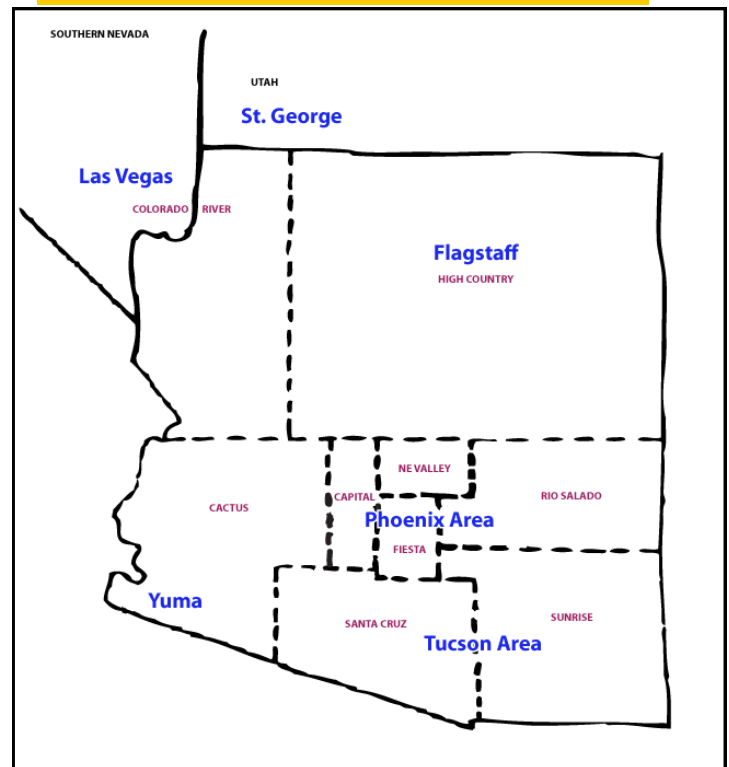 SOUTHERN NEVADA
UTAH
St. George
Las Vegas
COLORADO RIVER
Flagstaff
HIGH COUNTRY
NE VALLEY
CAPITAL
RIO SALADO
CACTUS
Phoenix Area
FIESTA
Yuma
SANTA CRUZ
SUNRISE
Tucson Area